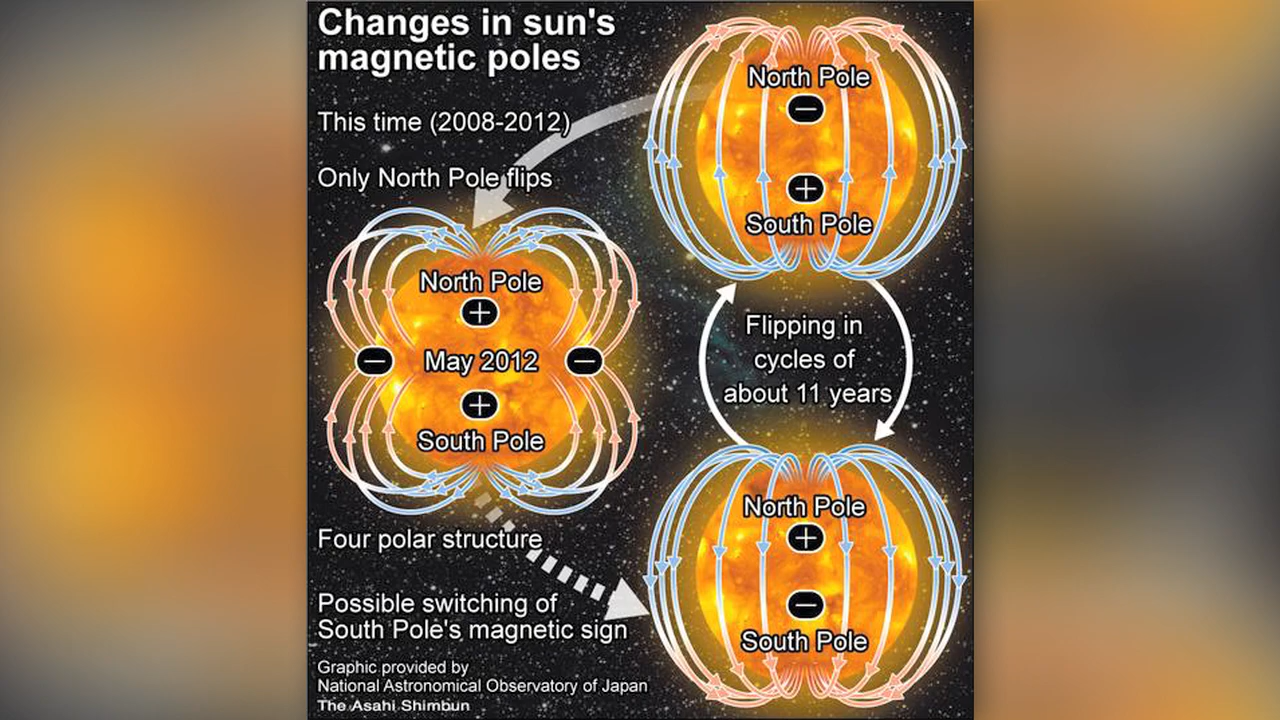 Changes in sun's
magnetic poles
This time (2008-2012)
Only North Pole flips
North Pole
−
+
South Pole
North Pole
+
− May 2012 −
+
South Pole
Flipping in
cycles of
about 11 years
Four polar structure
Possible switching of
South Pole's magnetic sign
North Pole
+
−
South Pole
Graphic provided by
National Astronomical Observatory of Japan
The Asahi Shimbun